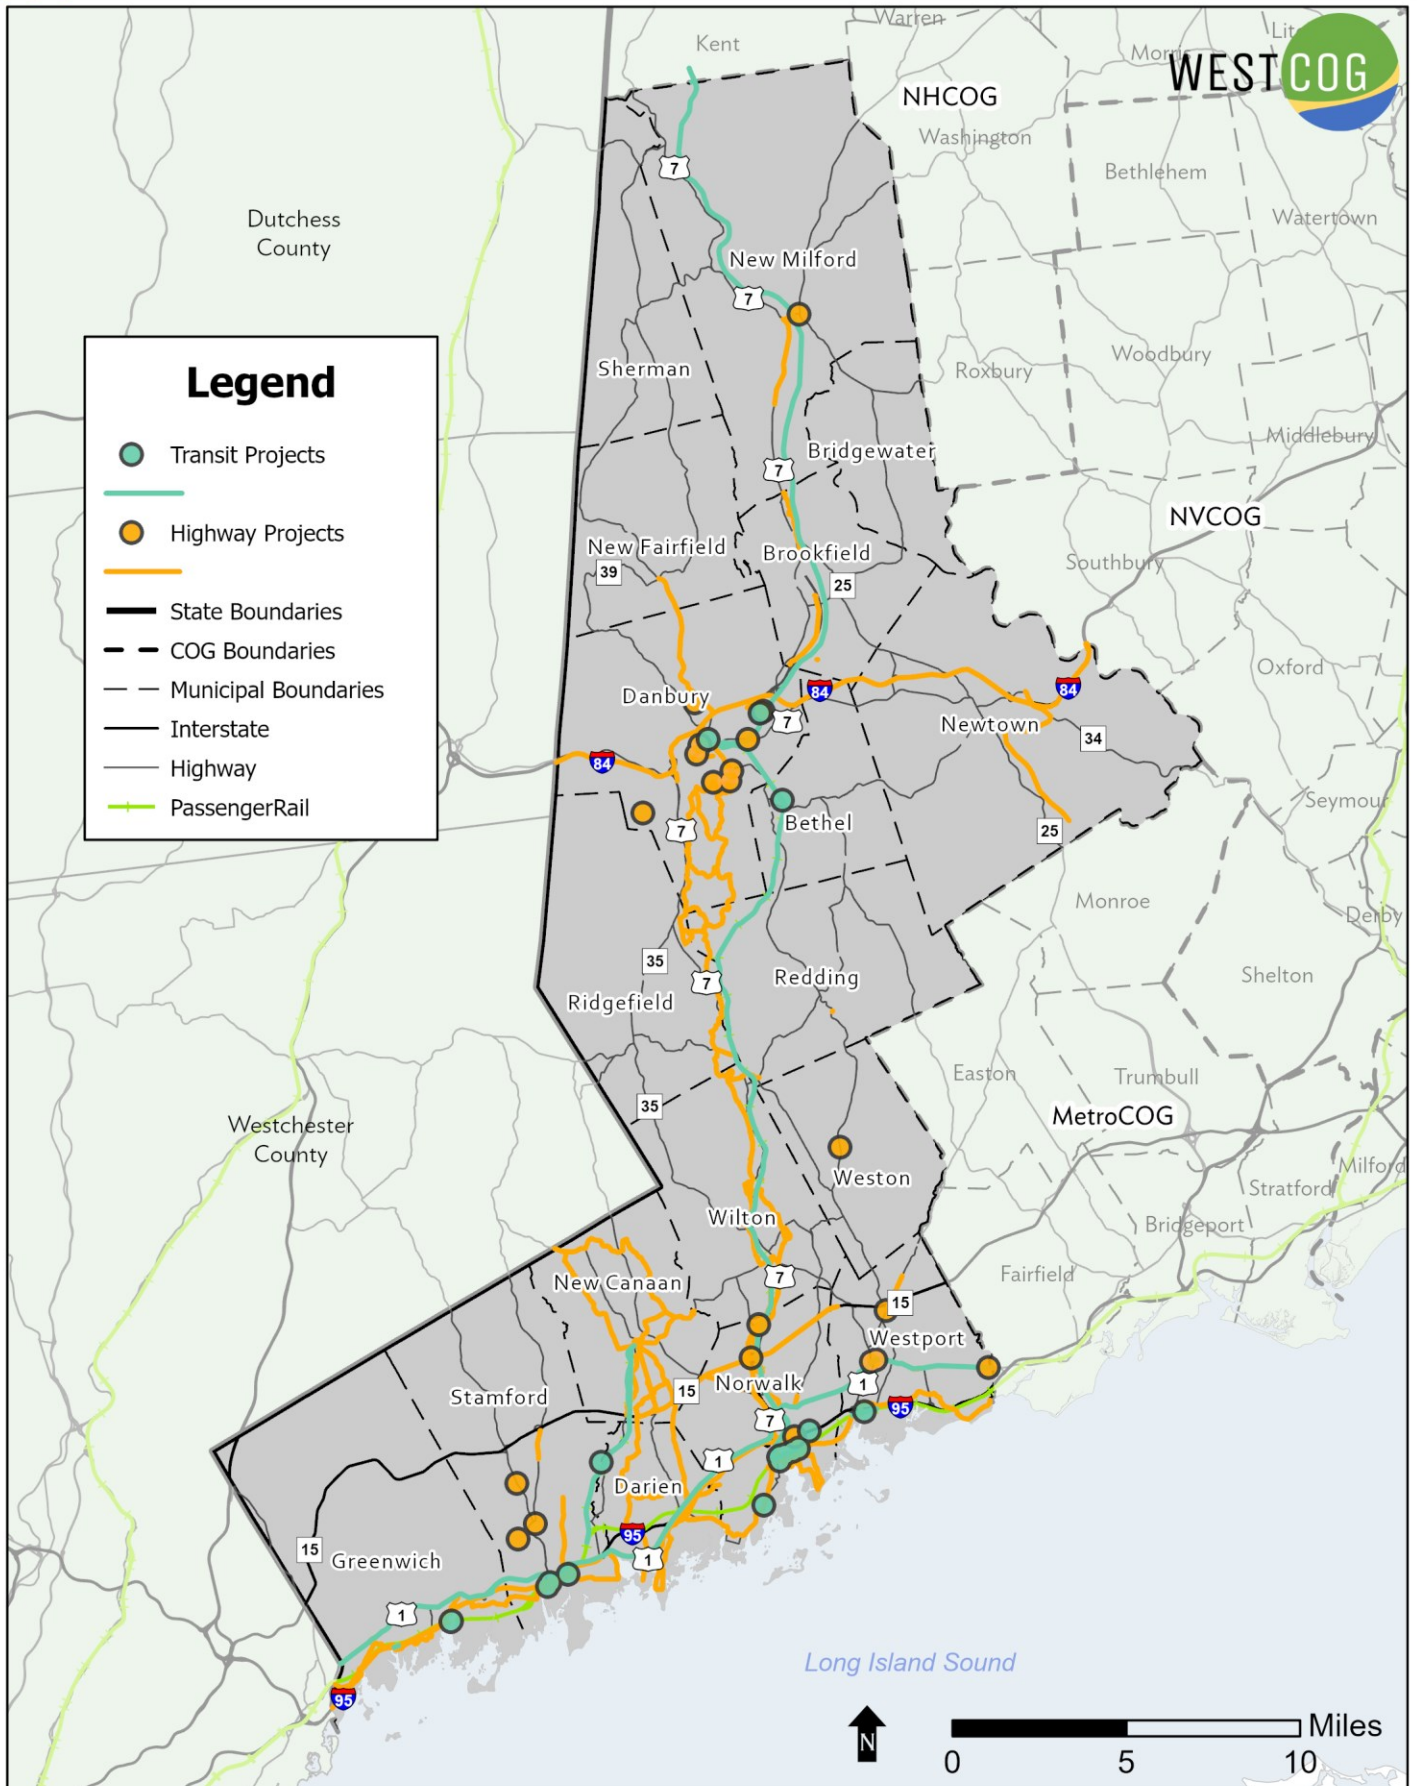 Warren
Lit
Kent
Morris
WESTCOG
NHCOG
Washington
7
Bethlehem
Dutchess
County
Watertown
New Milford
7
Legend
Transit Projects
Highway Projects
State Boundaries
COG Boundaries
Municipal Boundaries
Interstate
Highway
PassengerRail
Sherman
Roxbury
Woodbury
Middlebury
Bridgewater
7
NVCOG
New Fairfield
Brookfield
39
25
Southbury
Oxford
Danbury
84
84
7
Newtown
34
84
Seymour
7
Bethel
25
Monroe
Derby
35
Redding
Shelton
7
Ridgefield
Easton
Trumbull
35
MetroCOG
Westchester
County
Weston
Milford
Stratford
Wilton
Bridgeport
7
Fairfield
New Canaan
15
Westport
Stamford
15
Norwalk
1
95
7
1
Darien
95
15
Greenwich
1
1
95
Long Island Sound
N
Miles
0
5
10